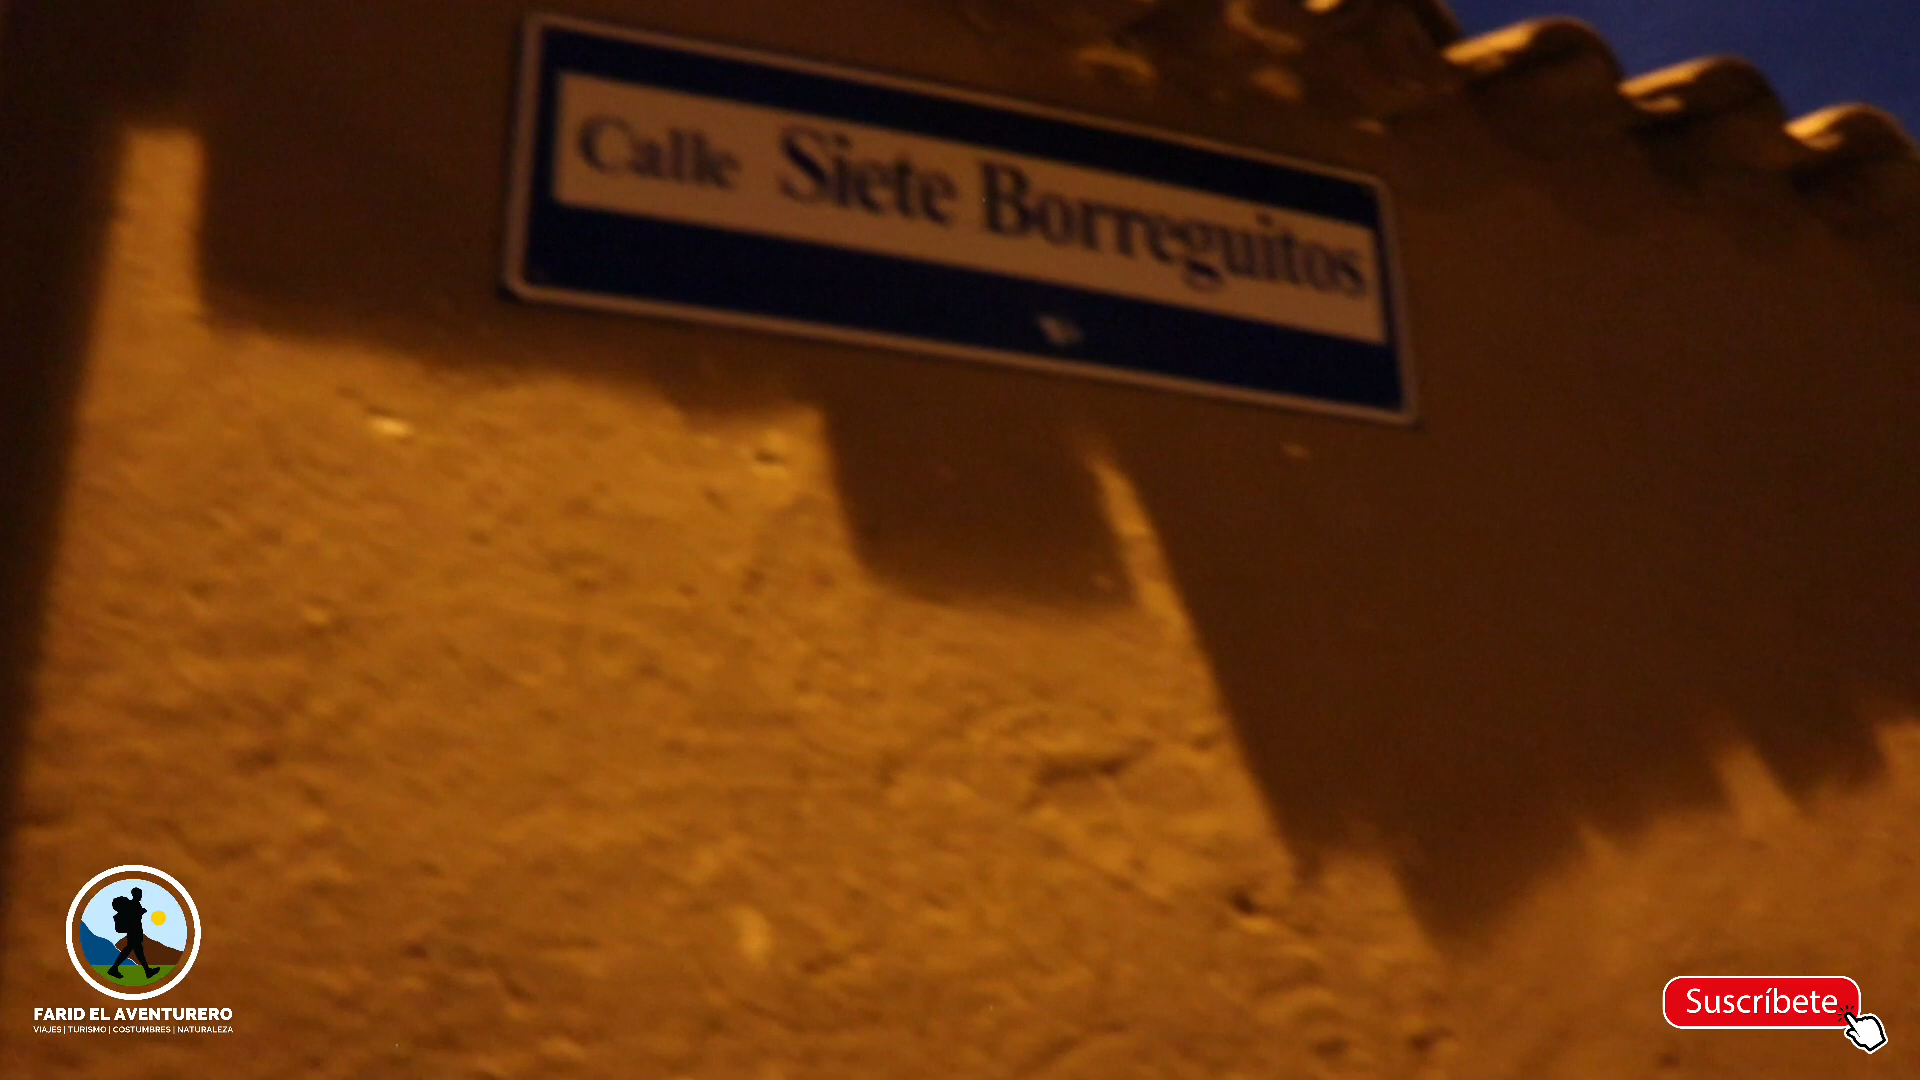 Calle Siete Borreguitos
FARID EL AVENTURERO
VIAJES | TURISMO | COSTUMBRES | NATURALEZA
Suscríbete